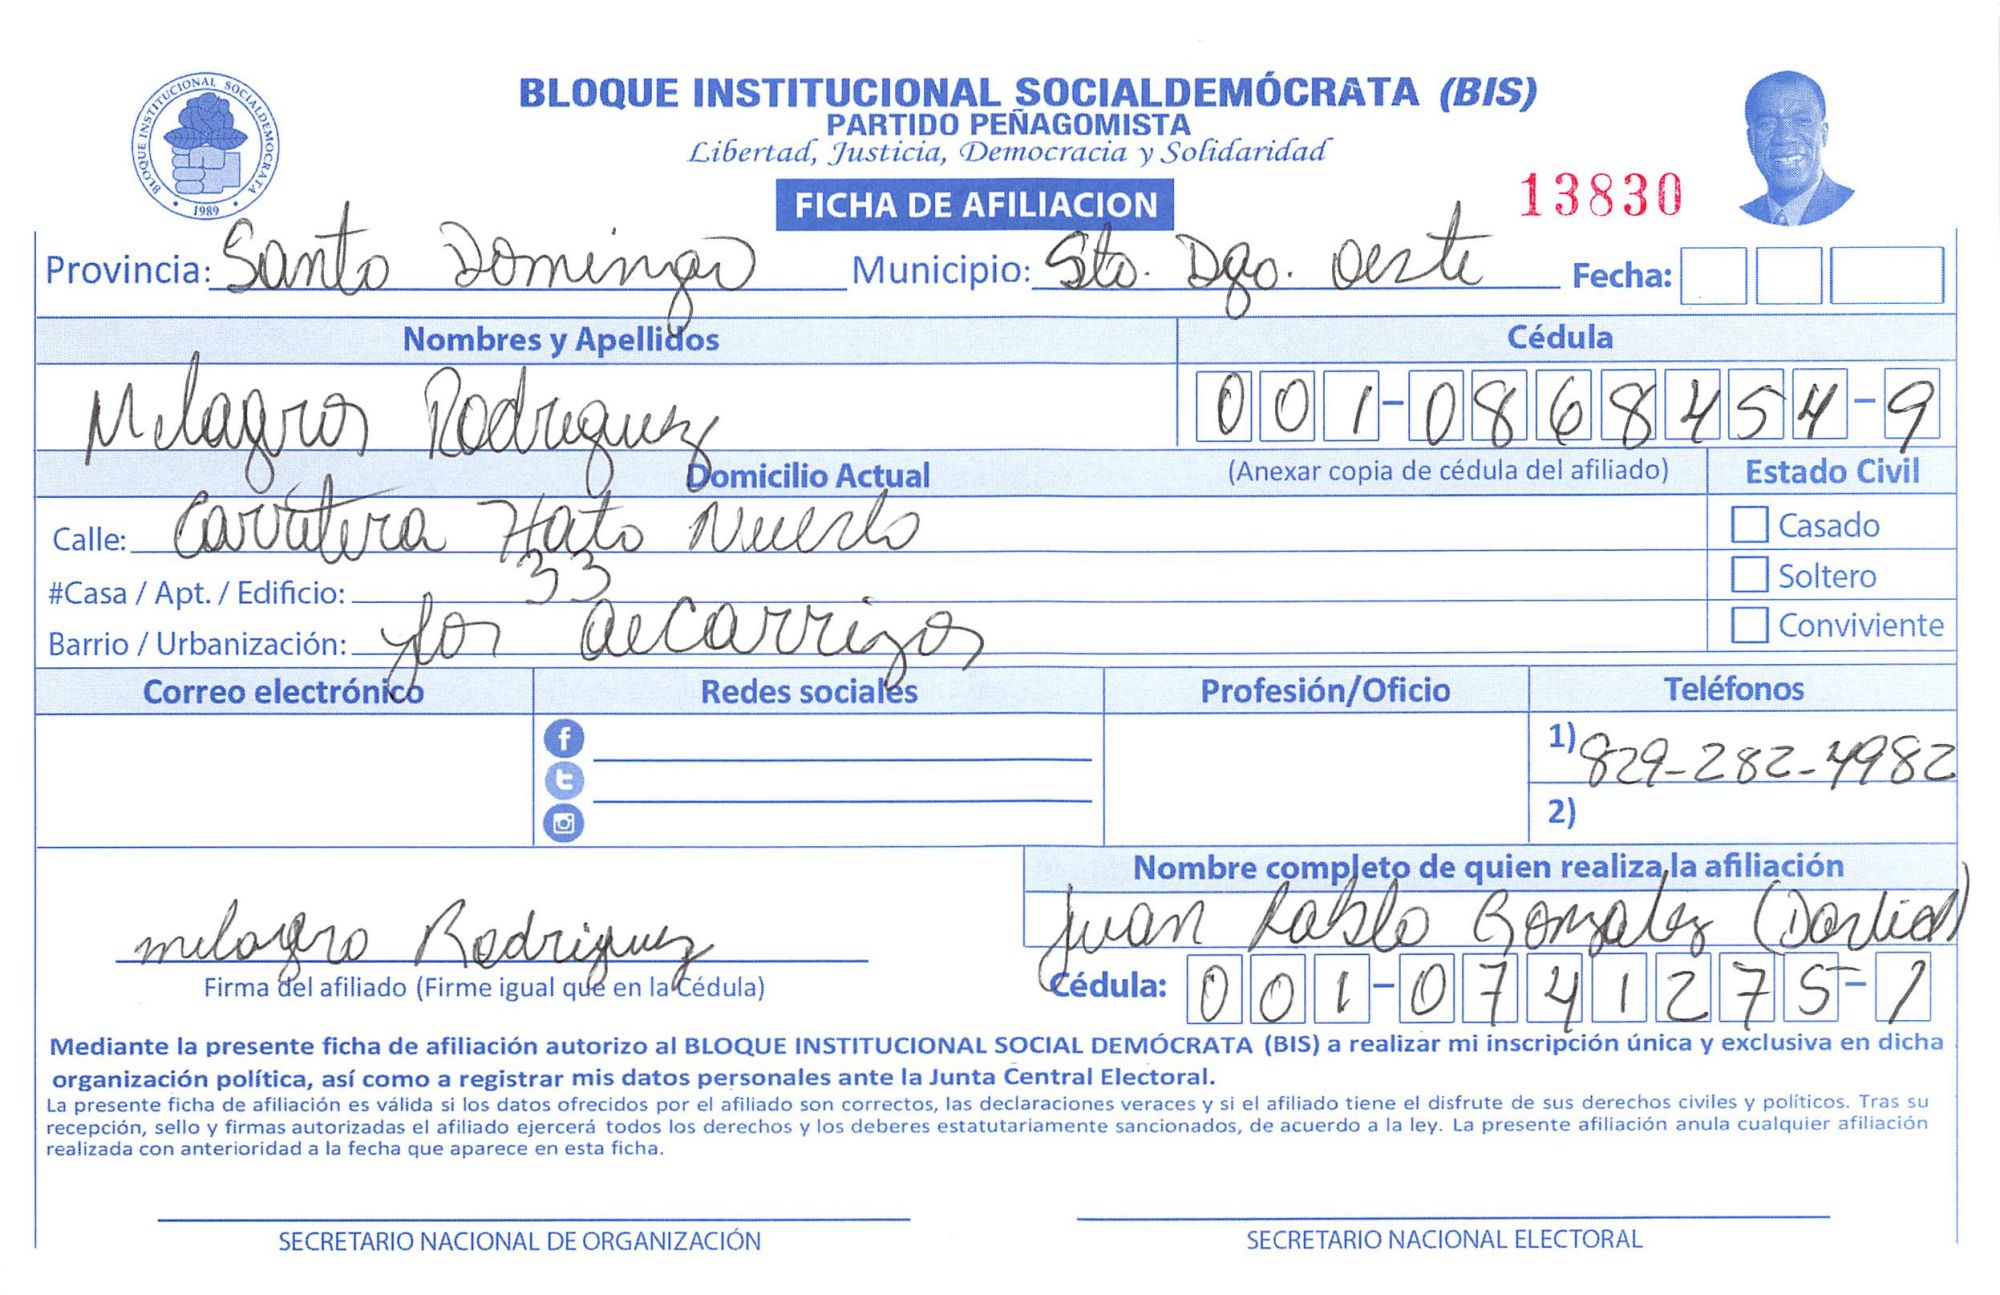 BLOQUE INSTITUCIONAL SOCIALDEMOCRATA
1989
BLOQUE INSTITUCIONAL SOCIALDEMÓCRATA (BIS)
PARTIDO PEÑAGOMISTA
Libertad, Justicia, Democracia y Solidaridad
FICHA DE AFILIACION
13830
Provincia: Santo Domingo Municipio: Sto. Dgo. oeste Fecha:
Nombres y Apellidos Cédula
Milagros Rodriguez 001-0868454-9
Domicilio Actual (Anexar copia de cédula del afiliado) Estado Civil
Calle: Carretera Hato Nuevo Casado
#Casa / Apt. / Edificio: 33 Soltero
Barrio / Urbanización: los alcarrizos Conviviente
Correo electrónico Redes sociales Profesión/Oficio Teléfonos
1) 829-282-4982
2)
Nombre completo de quien realiza la afiliación
milagro Rodriguez Juan Pablo Gonzalez
Firma del afiliado (Firme igual que en la Cédula) Cédula: 001-0741275-1
Mediante la presente ficha de afiliación autorizo al BLOQUE INSTITUCIONAL SOCIAL DEMÓCRATA (BIS) a realizar mi inscripción única y exclusiva en dicha
organización política, así como a registrar mis datos personales ante la Junta Central Electoral.
La presente ficha de afiliación es válida si los datos ofrecidos por el afiliado son correctos, las declaraciones veraces y si el afiliado tiene el disfrute de sus derechos civiles y políticos. Tras su
recepción, sello y firmas autorizadas el afiliado ejercerá todos los derechos y los deberes estatutariamente sancionados, de acuerdo a la ley. La presente afiliación anula cualquier afiliación
realizada con anterioridad a la fecha que aparece en esta ficha.
SECRETARIO NACIONAL DE ORGANIZACIÓN SECRETARIO NACIONAL ELECTORAL